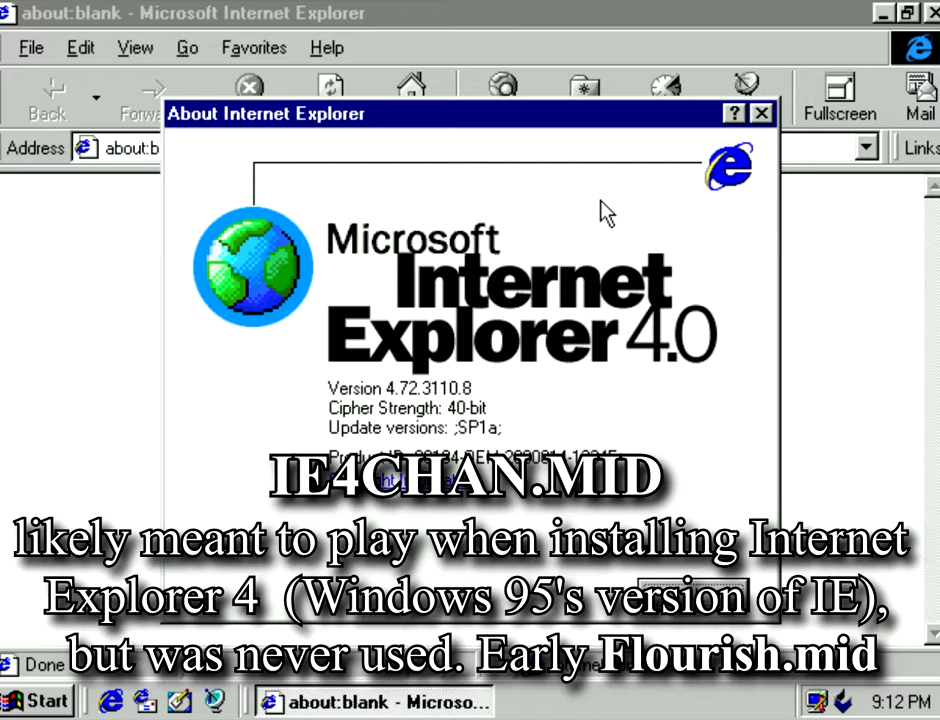 about:blank - Microsoft Internet Explorer
File Edit View Go Favorites Help
Back Fullscreen Mail
Address about:b Links
About Internet Explorer
Microsoft
Internet
Explorer 4.0
Version 4.72.3110.8
Cipher Strength: 40-bit
Update versions: ;SP1a;
IE4CHAN.MID
likely meant to play when installing Internet
Explorer 4 (Windows 95's version of IE),
but was never used. Early Flourish.mid
Done
Start about:blank - Microso... 9:12 PM